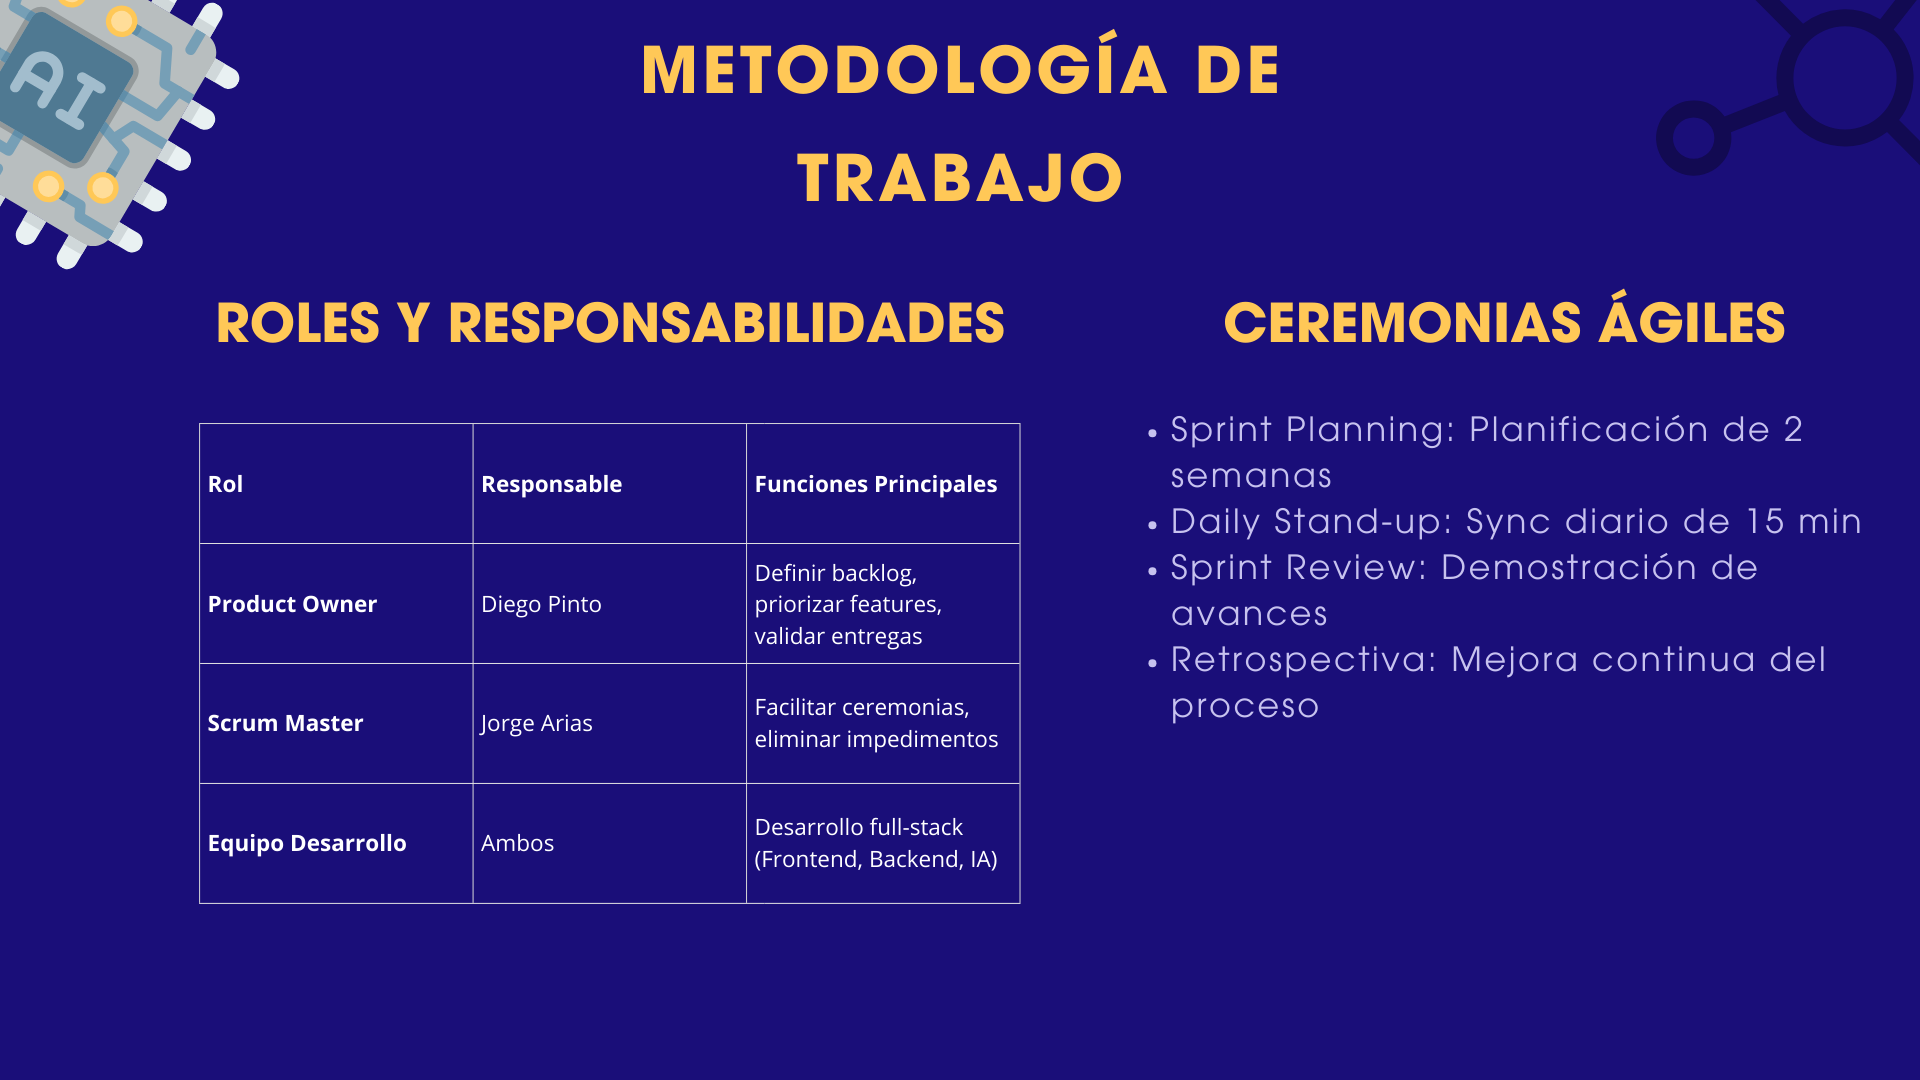 AI
METODOLOGÍA DE
TRABAJO
ROLES Y RESPONSABILIDADES
Rol
Responsable
Funciones Principales
Product Owner
Diego Pinto
Definir backlog,
priorizar features,
validar entregas
Scrum Master
Jorge Arias
Facilitar ceremonias,
eliminar impedimentos
Equipo Desarrollo
Ambos
Desarrollo full-stack
(Frontend, Backend, IA)
CEREMONIAS ÁGILES
• Sprint Planning: Planificación de 2
semanas
• Daily Stand-up: Sync diario de 15 min
• Sprint Review: Demostración de
avances
• Retrospectiva: Mejora continua del
proceso